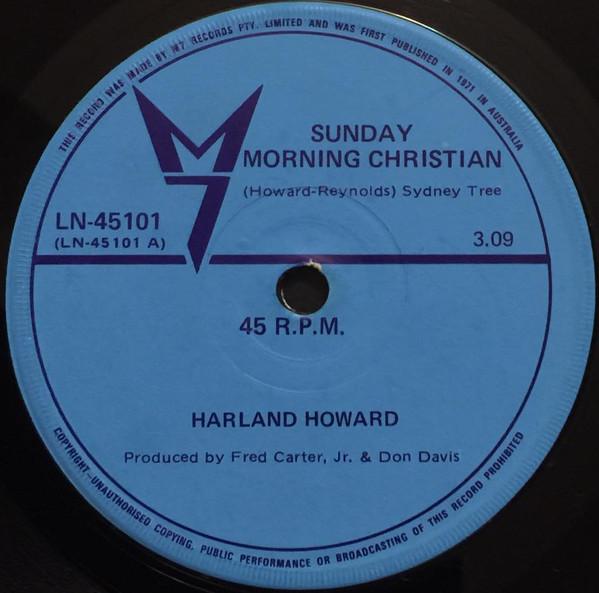 THIS RECORD WAS MADE BY M7 RECORDS PTY. LIMITED AND WAS FIRST PUBLISHED IN 1971 IN AUSTRALIA
M7
SUNDAY
MORNING CHRISTIAN
(Howard-Reynolds) Sydney Tree
LN-45101
(LN-45101 A)
3.09
45 R.P.M.
HARLAND HOWARD
Produced by Fred Carter, Jr. & Don Davis
COPYRIGHT-UNAUTHORISED COPYING, PUBLIC PERFORMANCE OR BROADCASTING OF THIS RECORD PROHIBITED